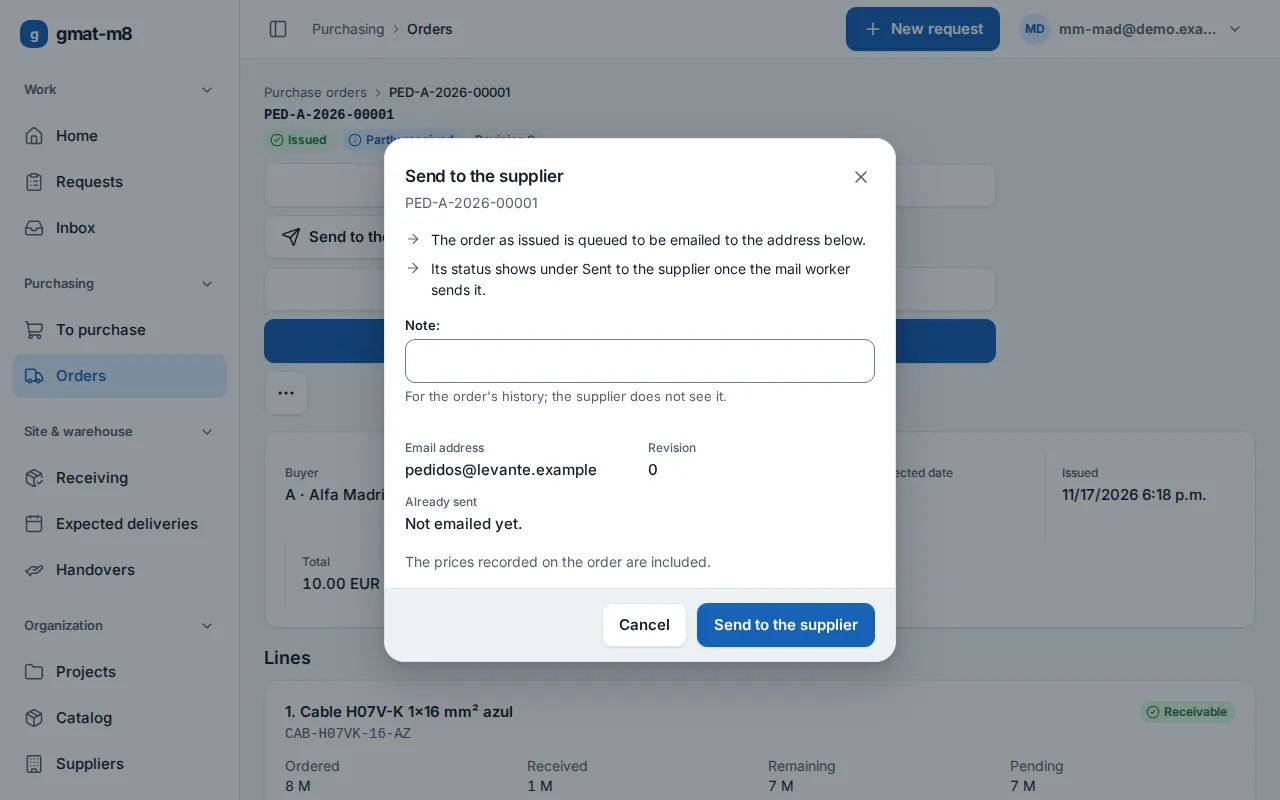 g gmat-m8
Work
Home
Requests
Inbox
Purchasing
To purchase
Orders
Site & warehouse
Receiving
Expected deliveries
Handovers
Organization
Projects
Catalog
Suppliers
Purchasing > Orders
New request
MD mm-mad@demo.exa...
Purchase orders > PED-A-2026-00001
PED-A-2026-00001
Issued
Send to the
Send to the supplier
PED-A-2026-00001
→ The order as issued is queued to be emailed to the address below.
→ Its status shows under Sent to the supplier once the mail worker
sends it.
Note:
For the order's history; the supplier does not see it.
Email address Revision
pedidos@levante.example 0
Already sent
Not emailed yet.
The prices recorded on the order are included.
Cancel Send to the supplier
Buyer
A · Alfa Madri
date Issued
11/17/2026 6:18 p.m.
Total
10.00 EUR
Lines
1. Cable H07V-K 1×16 mm² azul
Receivable
CAB-H07VK-16-AZ
Ordered Received Remaining Pending
8 M 1 M 7 M 7 M